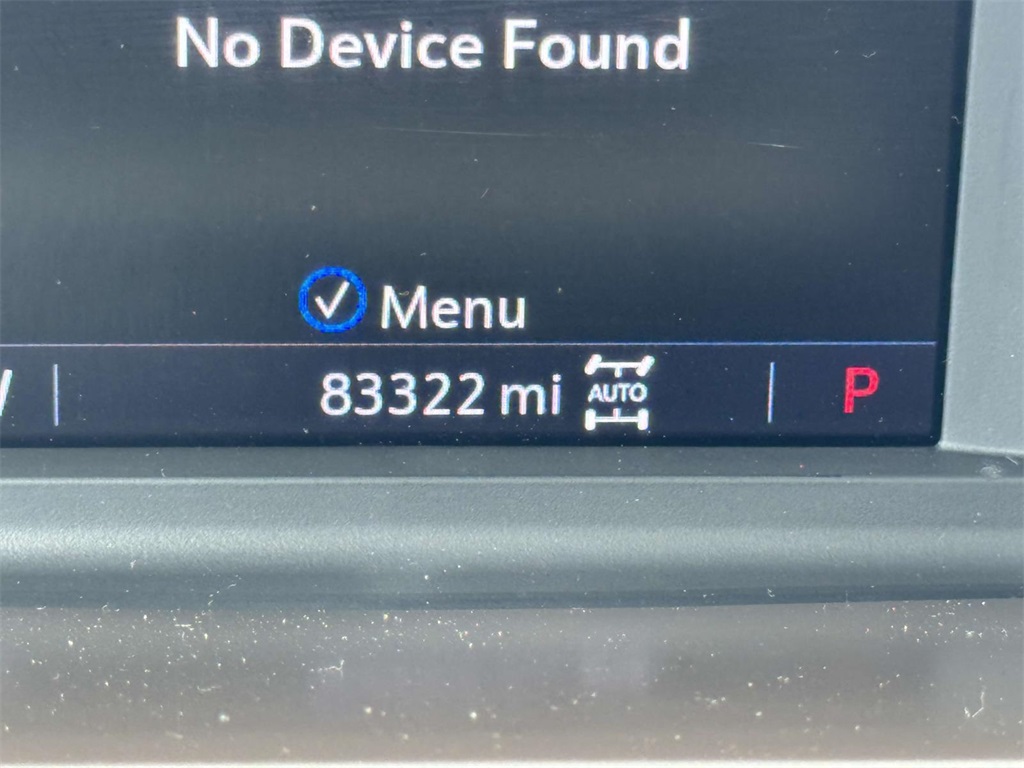 No Device Found
Menu
83322 mi AUTO P